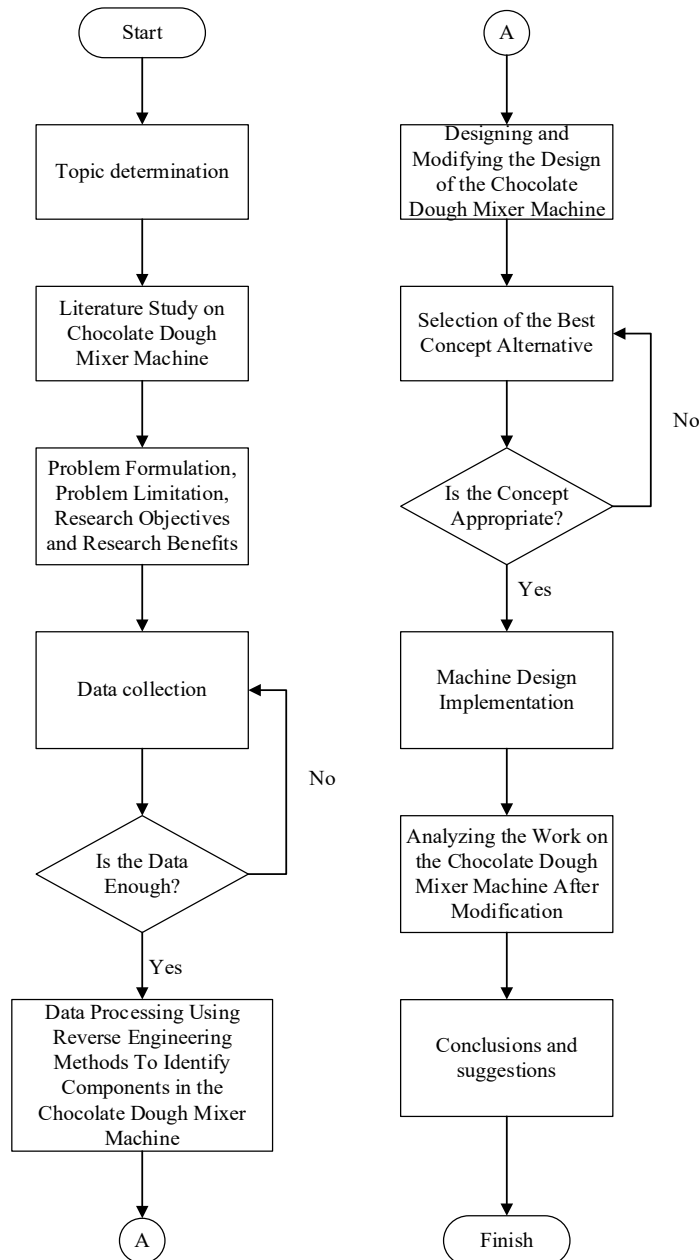 Start
Topic determination
Literature Study on
Chocolate Dough
Mixer Machine
Problem Formulation,
Problem Limitation,
Research Objectives
and Research Benefits
Data collection
No
Is the Data
Enough?
Yes
Data Processing Using
Reverse Engineering
Methods To Identify
Components in the
Chocolate Dough Mixer
Machine
A
A
Designing and
Modifying the Design
of the Chocolate
Dough Mixer Machine
Selection of the Best
Concept Alternative
No
Is the Concept
Appropriate?
Yes
Machine Design
Implementation
Analyzing the Work on
the Chocolate Dough
Mixer Machine After
Modification
Conclusions and
suggestions
Finish